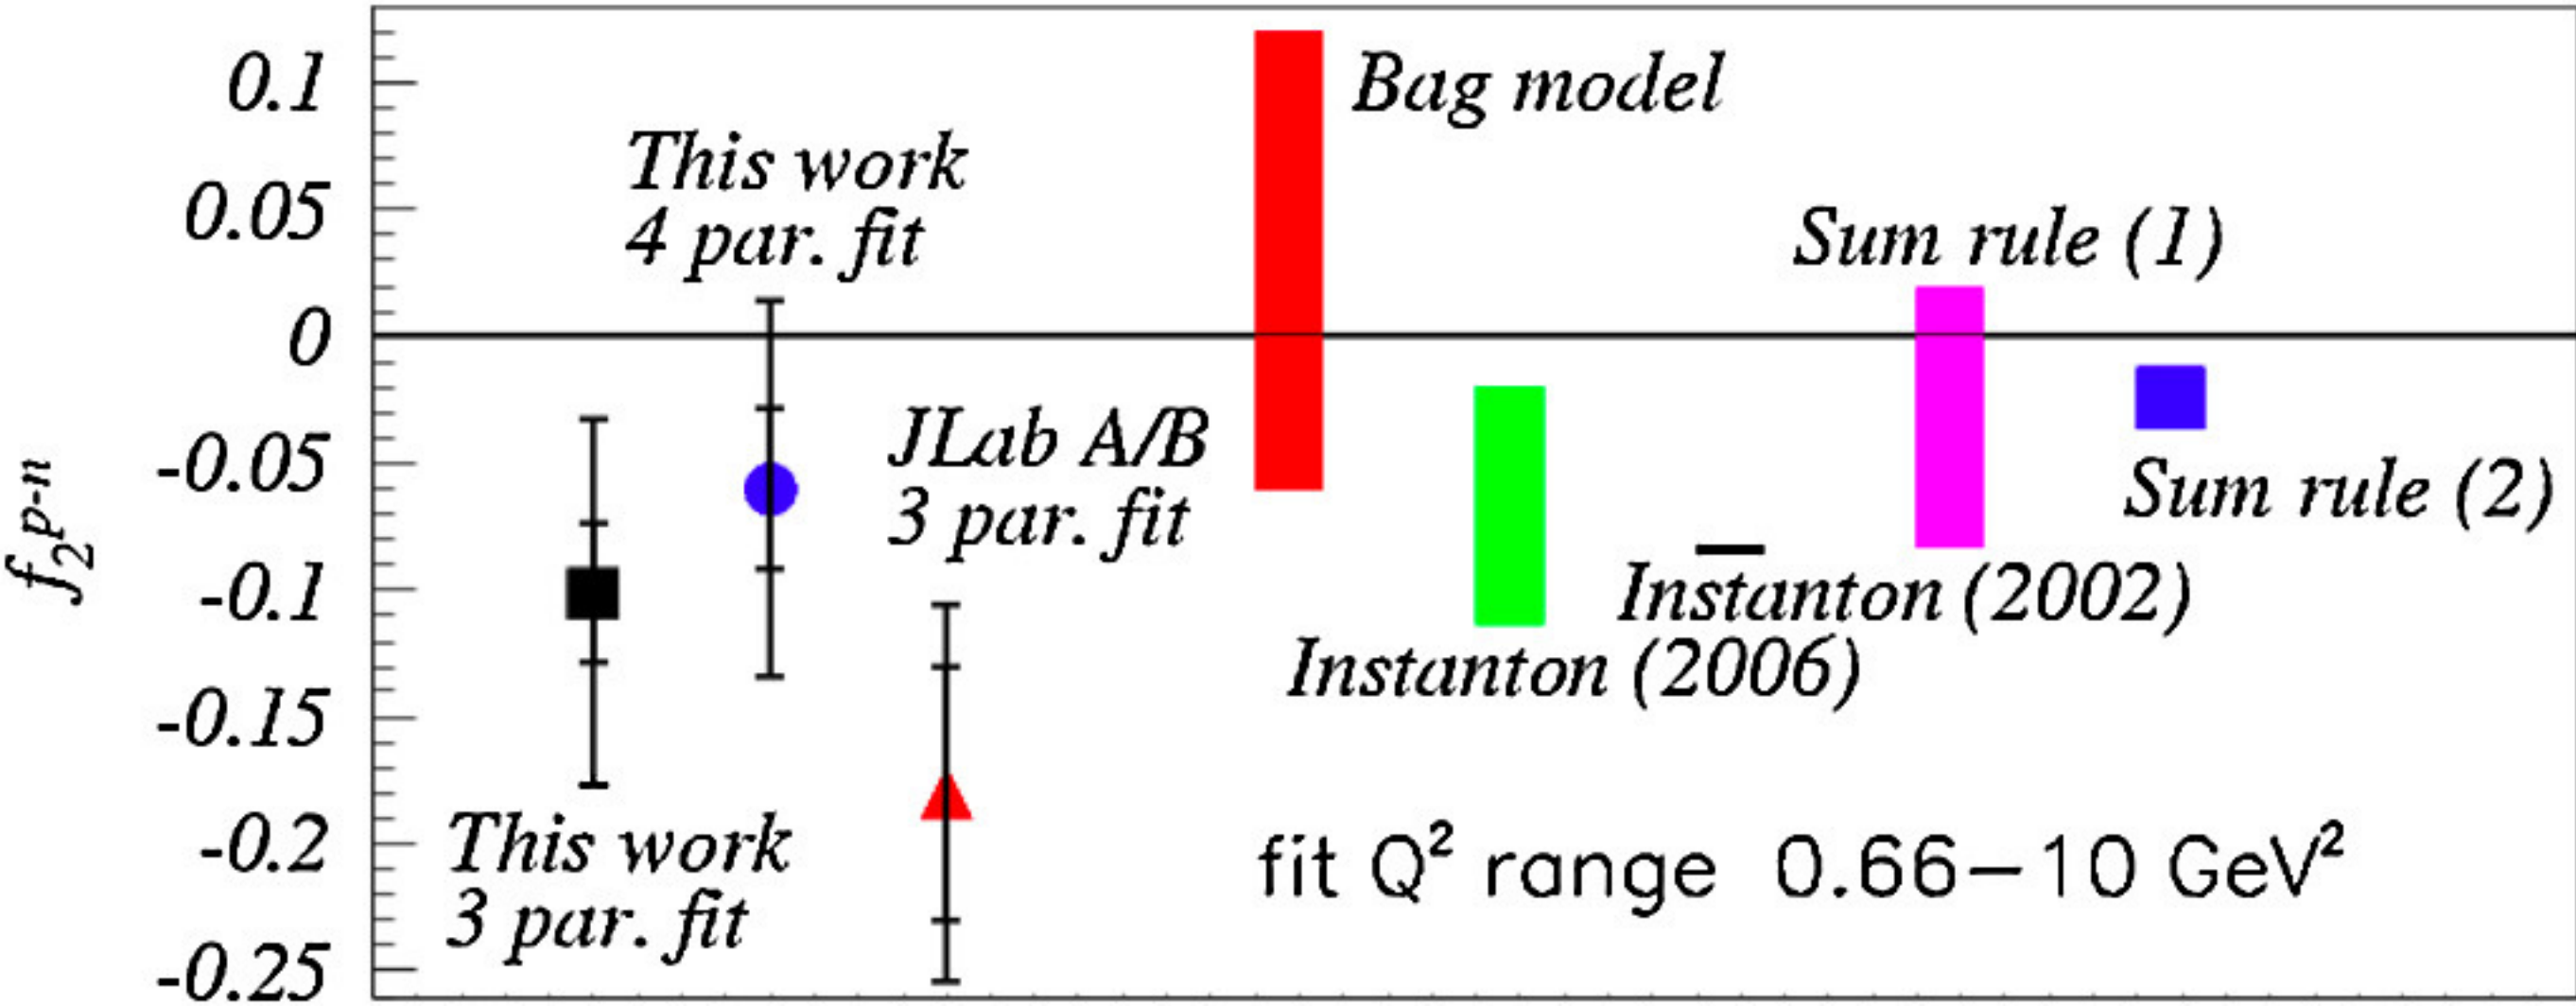 0.1
0.05
0
-0.05
-0.1
-0.15
-0.2
-0.25
f₂ᵖ⁻ⁿ
This work
4 par. fit
This work
3 par. fit
JLab A/B
3 par. fit
Bag model
Instanton (2006)
Instanton (2002)
Sum rule (1)
Sum rule (2)
fit Q² range 0.66−10 GeV²